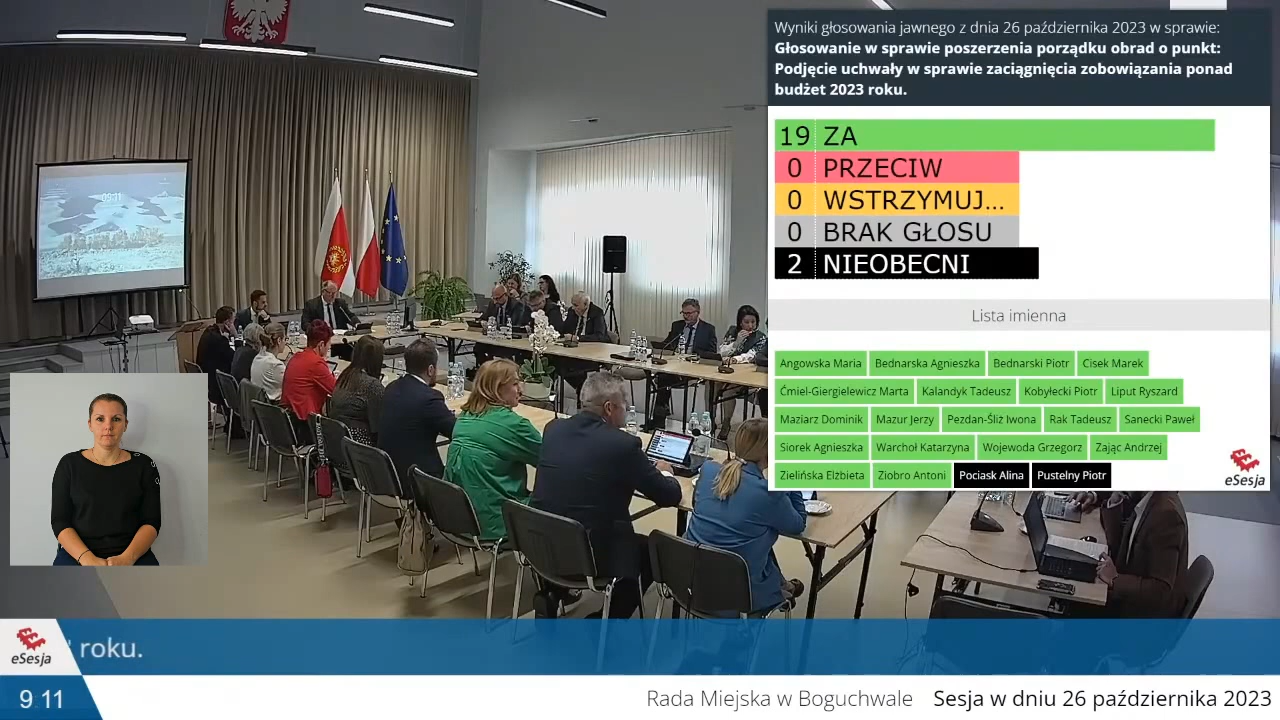 Wyniki głosowania jawnego z dnia 26 października 2023 w sprawie:
Głosowanie w sprawie poszerzenia porządku obrad o punkt:
Podjęcie uchwały w sprawie zaciągnięcia zobowiązania ponad
budżet 2023 roku.
19 ZA
0 PRZECIW
0 WSTRZYMUJ...
0 BRAK GŁOSU
2 NIEOBECNI
Lista imienna
Angowska Maria Bednarska Agnieszka Bednarski Piotr Cisek Marek
Ćmiel-Giergielewicz Marta Kalandyk Tadeusz Kobyłecki Piotr Liput Ryszard
Maziarz Dominik Mazur Jerzy Pezdan-Śliż Iwona Rak Tadeusz Sanecki Paweł
Siorek Agnieszka Warchoł Katarzyna Wojewoda Grzegorz Zając Andrzej
Zielińska Elżbieta Ziobro Antoni Pociask Alina Pustelny Piotr
eSesja
09:11
roku.
eSesja
9 11
Rada Miejska w Boguchwale Sesja w dniu 26 października 2023